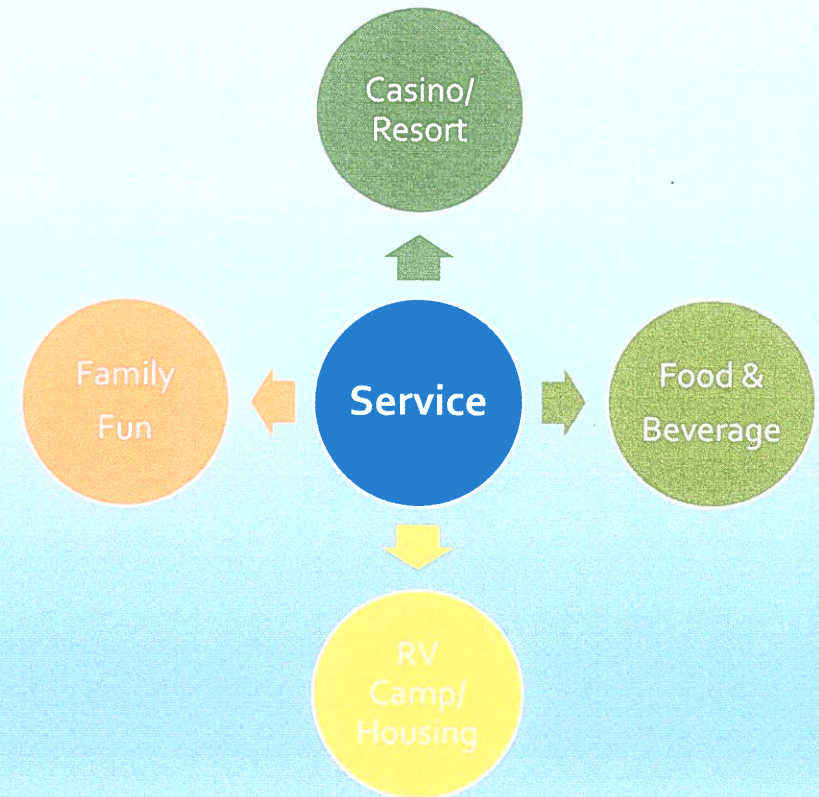 Casino/
Resort
Family
Fun
Service
Food &
Beverage
RV
Camp/
Housing